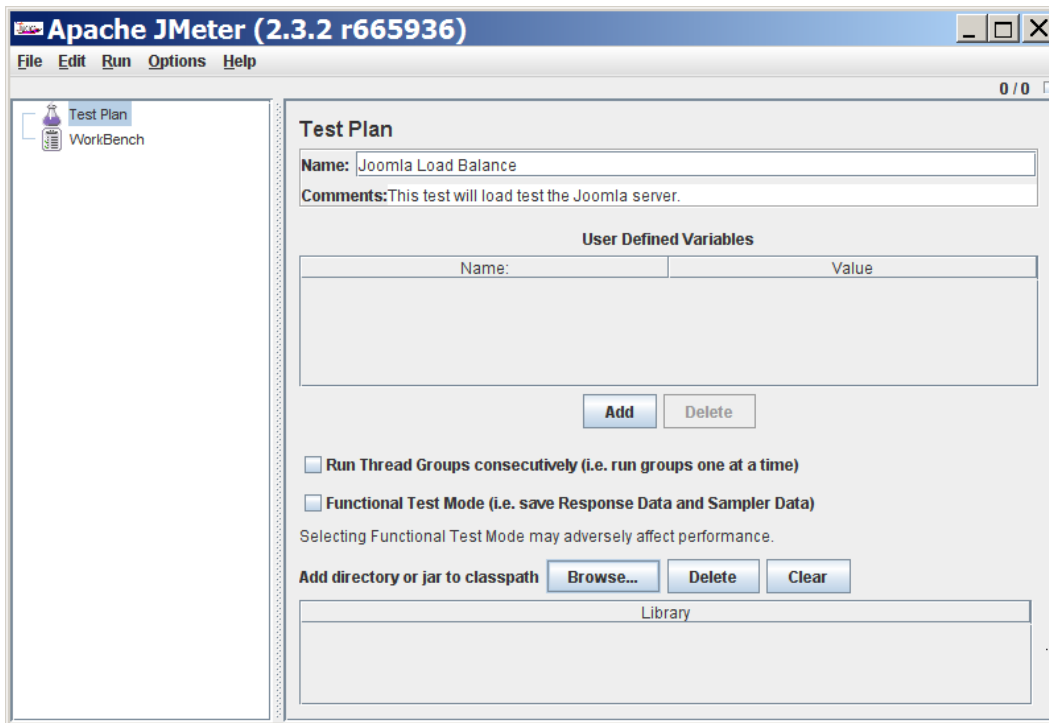 Apache JMeter (2.3.2 r665936)
File Edit Run Options Help
0 / 0
Test Plan
WorkBench
Test Plan
Name: Joomla Load Balance
Comments:This test will load test the Joomla server.
User Defined Variables
Name: Value
Add Delete
Run Thread Groups consecutively (i.e. run groups one at a time)
Functional Test Mode (i.e. save Response Data and Sampler Data)
Selecting Functional Test Mode may adversely affect performance.
Add directory or jar to classpath Browse... Delete Clear
Library